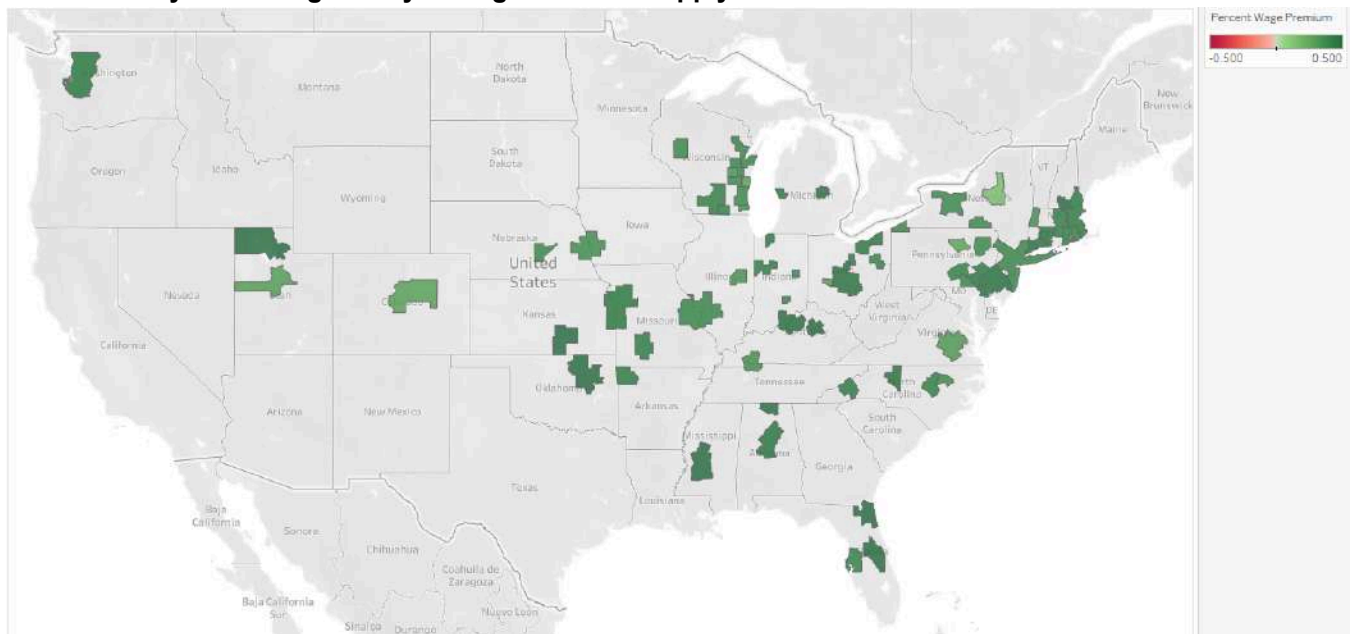 Percent Wage Premium
-0.500 0.500
Montana
North
Dakota
Minnesota
New
Brunswick
Maine
VT
Oregon
Idaho
South
Dakota
Wisconsin
Michigan
Wyoming
Iowa
Nebraska
United
States
Nevada
Illinois
Indiana
Pennsylvania
DE
West
Virginia
Virginia
Kansas
Missouri
California
Arizona
New Mexico
Oklahoma
Arkansas
Tennessee
North
Carolina
South
Carolina
Mississippi
Georgia
Texas
Louisiana
Baja
California
Sonora
Chihuahua
Coahuila de
Zaragoza
Baja California
Sur
Sinaloa
Durango
Nuevo León